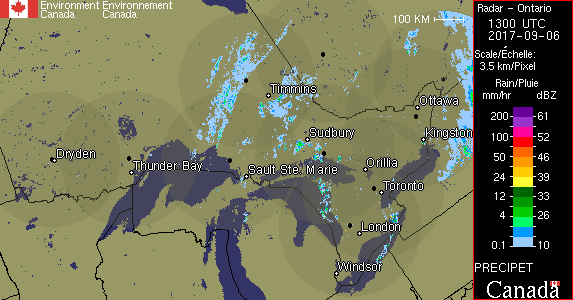 Environment Environnement
Canada Canada
100 KM
Timmins
Ottawa
Sudbury
Kingston
Dryden
Thunder Bay
Sault Ste. Marie
Orillia
Toronto
London
Windsor
Radar - Ontario
1300 UTC
2017-09-06
Scale/Échelle:
3.5 km/Pixel
Rain/Pluie
mm/hr dBZ
200 61
100 52
50 46
24 39
12 33
4 26
0.1 10
PRECIPET
Canada